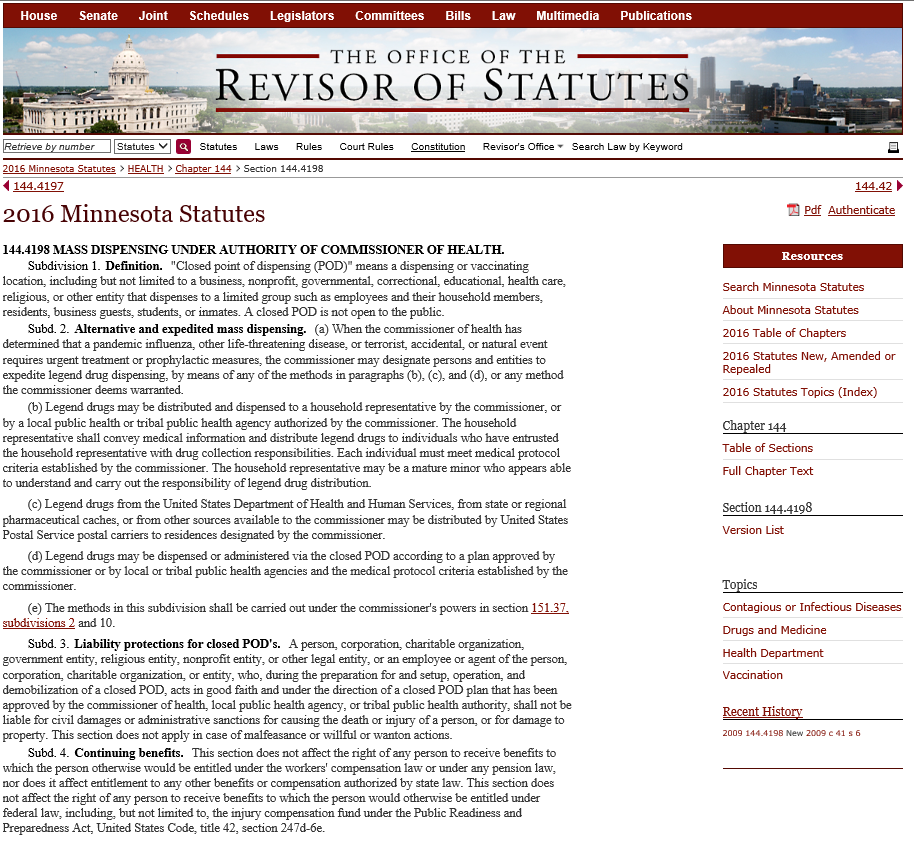 House Senate Joint Schedules Legislators Committees Bills Law Multimedia Publications
THE OFFICE OF THE
REVISOR OF STATUTES
Retrieve by number Statutes Statutes Laws Rules Court Rules Constitution Revisor's Office Search Law by Keyword
2016 Minnesota Statutes > HEALTH > Chapter 144 > Section 144.4198
144.4197 144.42
2016 Minnesota Statutes
Pdf Authenticate
144.4198 MASS DISPENSING UNDER AUTHORITY OF COMMISSIONER OF HEALTH.
Subdivision 1. Definition. "Closed point of dispensing (POD)" means a dispensing or vaccinating
location, including but not limited to a business, nonprofit, governmental, correctional, educational, health care,
religious, or other entity that dispenses to a limited group such as employees and their household members,
residents, business guests, students, or inmates. A closed POD is not open to the public.
Subd. 2. Alternative and expedited mass dispensing. (a) When the commissioner of health has
determined that a pandemic influenza, other life-threatening disease, or terrorist, accidental, or natural event
requires urgent treatment or prophylactic measures, the commissioner may designate persons and entities to
expedite legend drug dispensing, by means of any of the methods in paragraphs (b), (c), and (d), or any method
the commissioner deems warranted.
(b) Legend drugs may be distributed and dispensed to a household representative by the commissioner, or
by a local public health or tribal public health agency authorized by the commissioner. The household
representative shall convey medical information and distribute legend drugs to individuals who have entrusted
the household representative with drug collection responsibilities. Each individual must meet medical protocol
criteria established by the commissioner. The household representative may be a mature minor who appears able
to understand and carry out the responsibility of legend drug distribution.
(c) Legend drugs from the United States Department of Health and Human Services, from state or regional
pharmaceutical caches, or from other sources available to the commissioner may be distributed by United States
Postal Service postal carriers to residences designated by the commissioner.
(d) Legend drugs may be dispensed or administered via the closed POD according to a plan approved by
the commissioner or by local or tribal public health agencies and the medical protocol criteria established by the
commissioner.
(e) The methods in this subdivision shall be carried out under the commissioner's powers in section 151.37,
subdivisions 2 and 10.
Subd. 3. Liability protections for closed POD's. A person, corporation, charitable organization,
government entity, religious entity, nonprofit entity, or other legal entity, or an employee or agent of the person,
corporation, charitable organization, or entity, who, during the preparation for and setup, operation, and
demobilization of a closed POD, acts in good faith and under the direction of a closed POD plan that has been
approved by the commissioner of health, local public health agency, or tribal public health authority, shall not be
liable for civil damages or administrative sanctions for causing the death or injury of a person, or for damage to
property. This section does not apply in case of malfeasance or willful or wanton actions.
Subd. 4. Continuing benefits. This section does not affect the right of any person to receive benefits to
which the person otherwise would be entitled under the workers' compensation law or under any pension law,
nor does it affect entitlement to any other benefits or compensation authorized by state law. This section does
not affect the right of any person to receive benefits to which the person would otherwise be entitled under
federal law, including, but not limited to, the injury compensation fund under the Public Readiness and
Preparedness Act, United States Code, title 42, section 247d-6e.
Resources
Search Minnesota Statutes
About Minnesota Statutes
2016 Table of Chapters
2016 Statutes New, Amended or
Repealed
2016 Statutes Topics (Index)
Chapter 144
Table of Sections
Full Chapter Text
Section 144.4198
Version List
Topics
Contagious or Infectious Diseases
Drugs and Medicine
Health Department
Vaccination
Recent History
2009 144.4198 New 2009 c 41 s 6